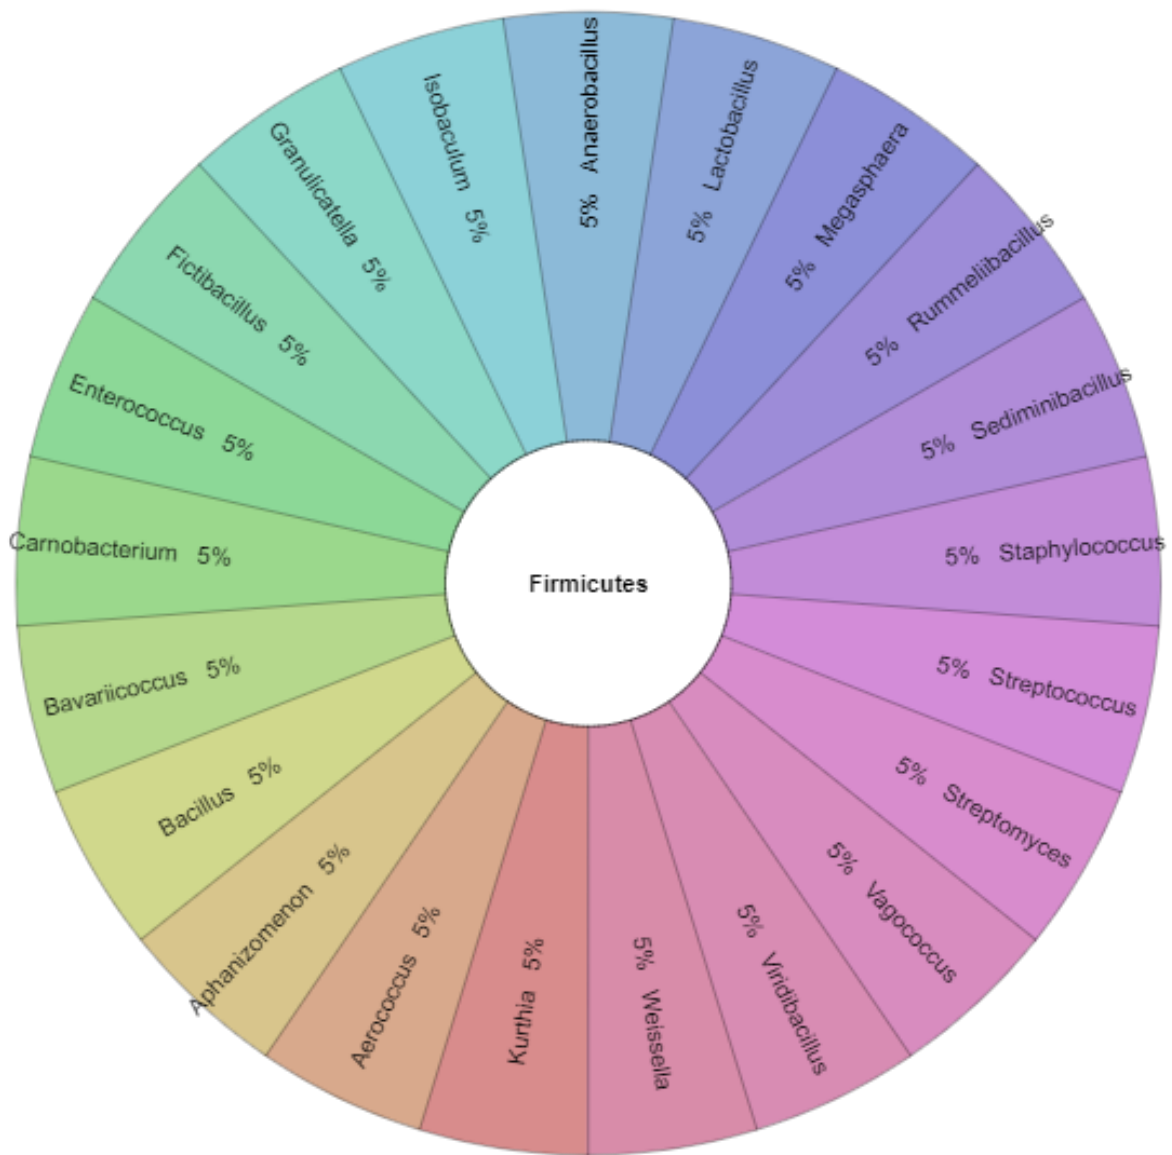 Anaerobacillus 5%
Lactobacillus 5%
Megasphaera 5%
Rummeliibacillus 5%
Sediminibacillus 5%
Staphylococcus 5%
Streptococcus 5%
Streptomyces 5%
Vagococcus 5%
Viridibacillus 5%
Weissella 5%
Kurthia 5%
Aerococcus 5%
Aphanizomenon 5%
Bacillus 5%
Bavariicoccus 5%
Carnobacterium 5%
Enterococcus 5%
Fictibacillus 5%
Granulicatella 5%
Isobaculum 5%
Firmicutes